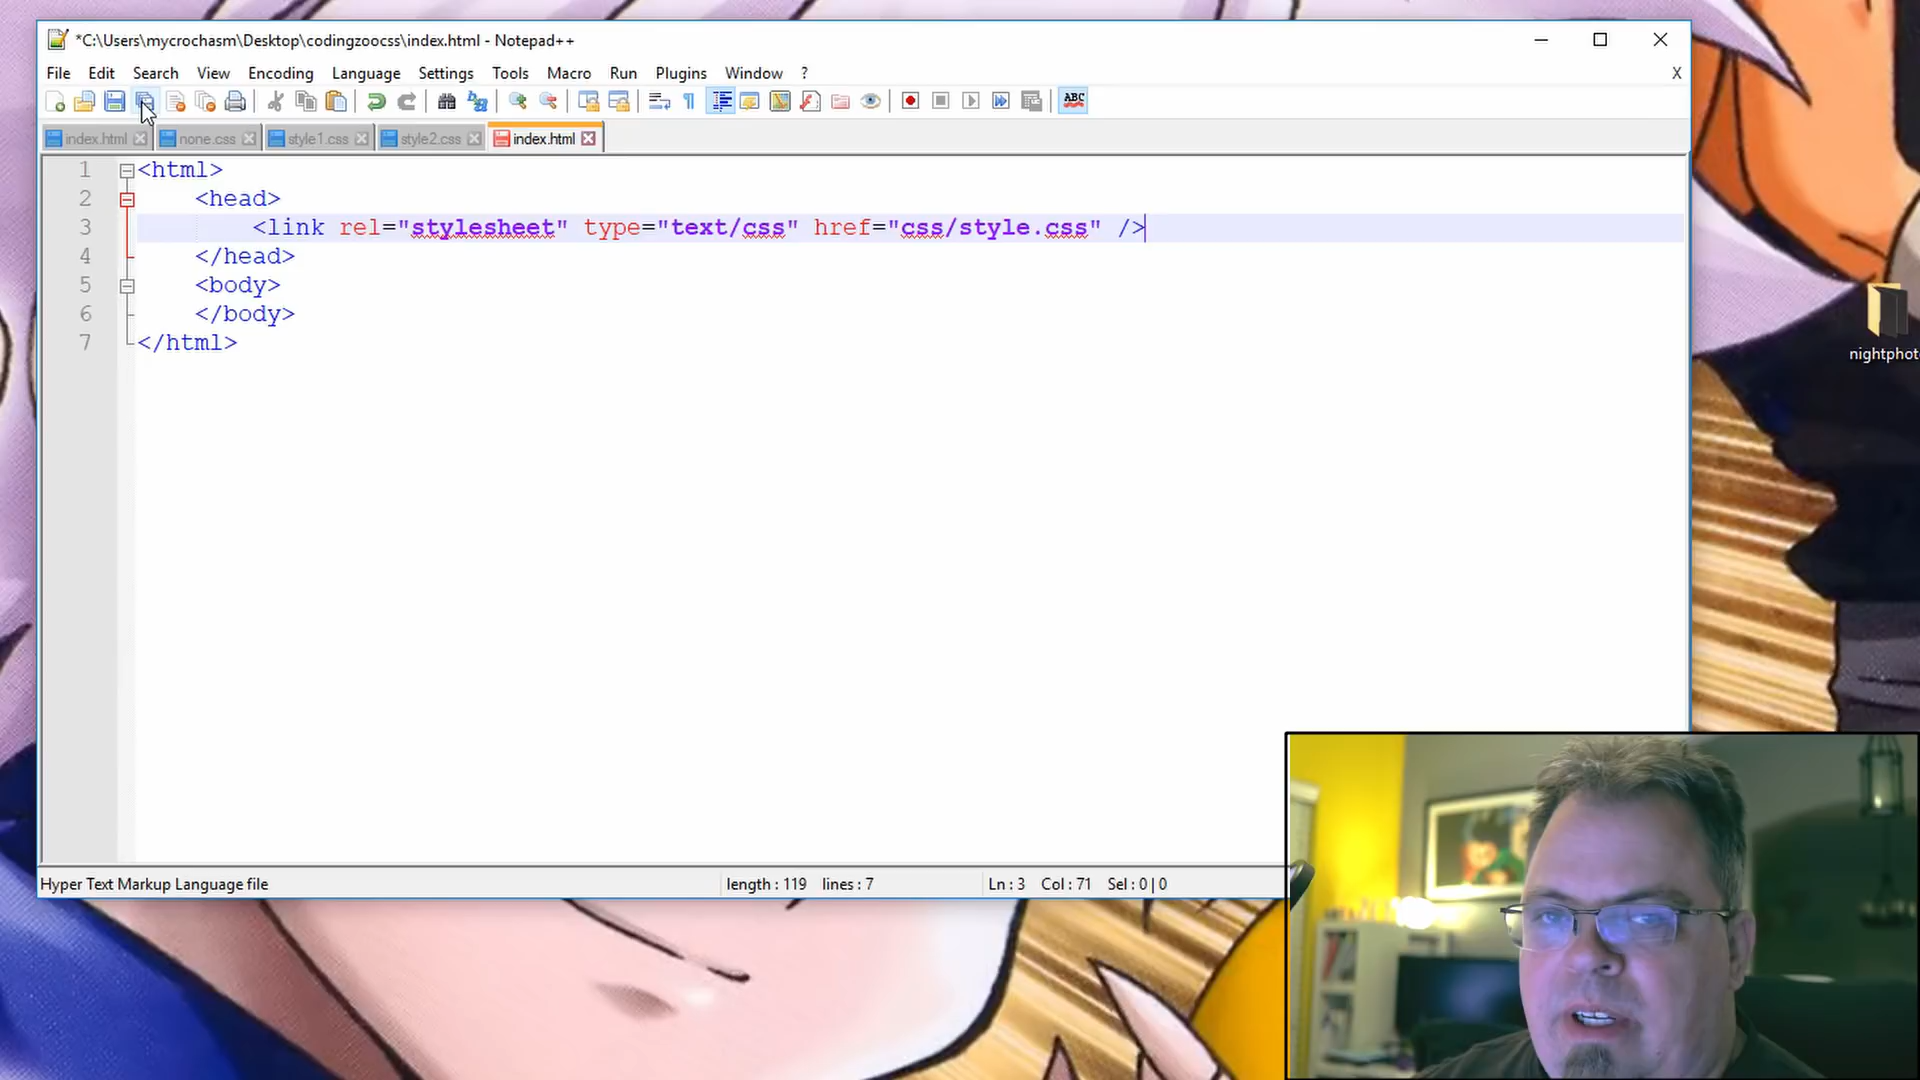 *C:\Users\mycrochasm\Desktop\codingzoocss\index.html - Notepad++
File Edit Search View Encoding Language Settings Tools Macro Run Plugins Window ? X
ABC
index.html none.css style1.css style2.css index.html
1 <html>
2 <head>
3 <link rel="stylesheet" type="text/css" href="css/style.css" />
4 </head>
5 <body>
6 </body>
7 </html>
nightphot
Hyper Text Markup Language file length : 119 lines : 7 Ln : 3 Col : 71 Sel : 0 | 0